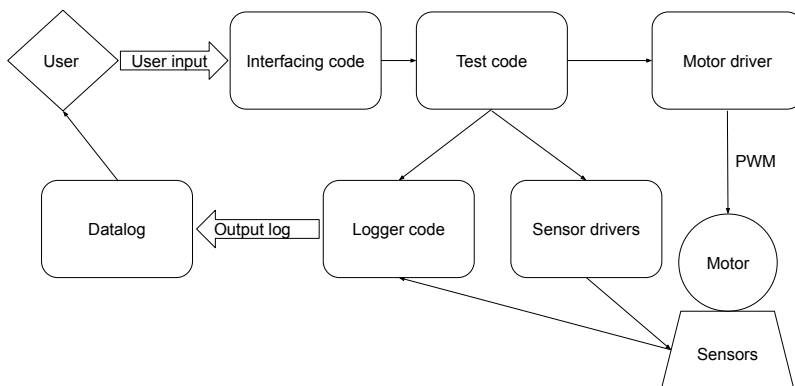 User
User input
Interfacing code
Test code
Motor driver
PWM
Datalog
Output log
Logger code
Sensor drivers
Motor
Sensors